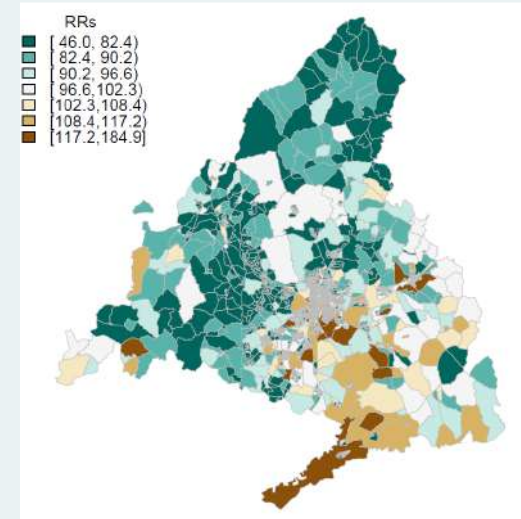 RRs
[ 46.0, 82.4)
[ 82.4, 90.2)
[ 90.2, 96.6)
[ 96.6,102.3)
[102.3,108.4)
[108.4,117.2)
[117.2,184.9]